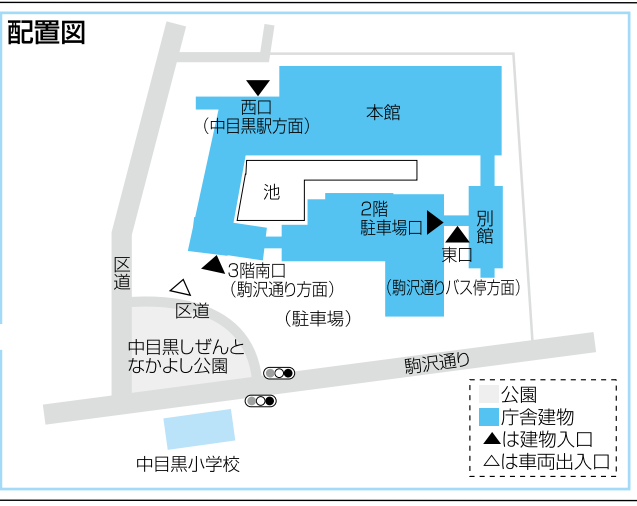 配置図
西口
（中目黒駅方面）
本館
池
2階
駐車場口
別館
東口
（駒沢通りバス停方面）
3階南口
（駒沢通り方面）
区道
区道
（駐車場）
中目黒しぜんと
なかよし公園
駒沢通り
中目黒小学校
公園
庁舎建物
▲は建物入口
△は車両出入口